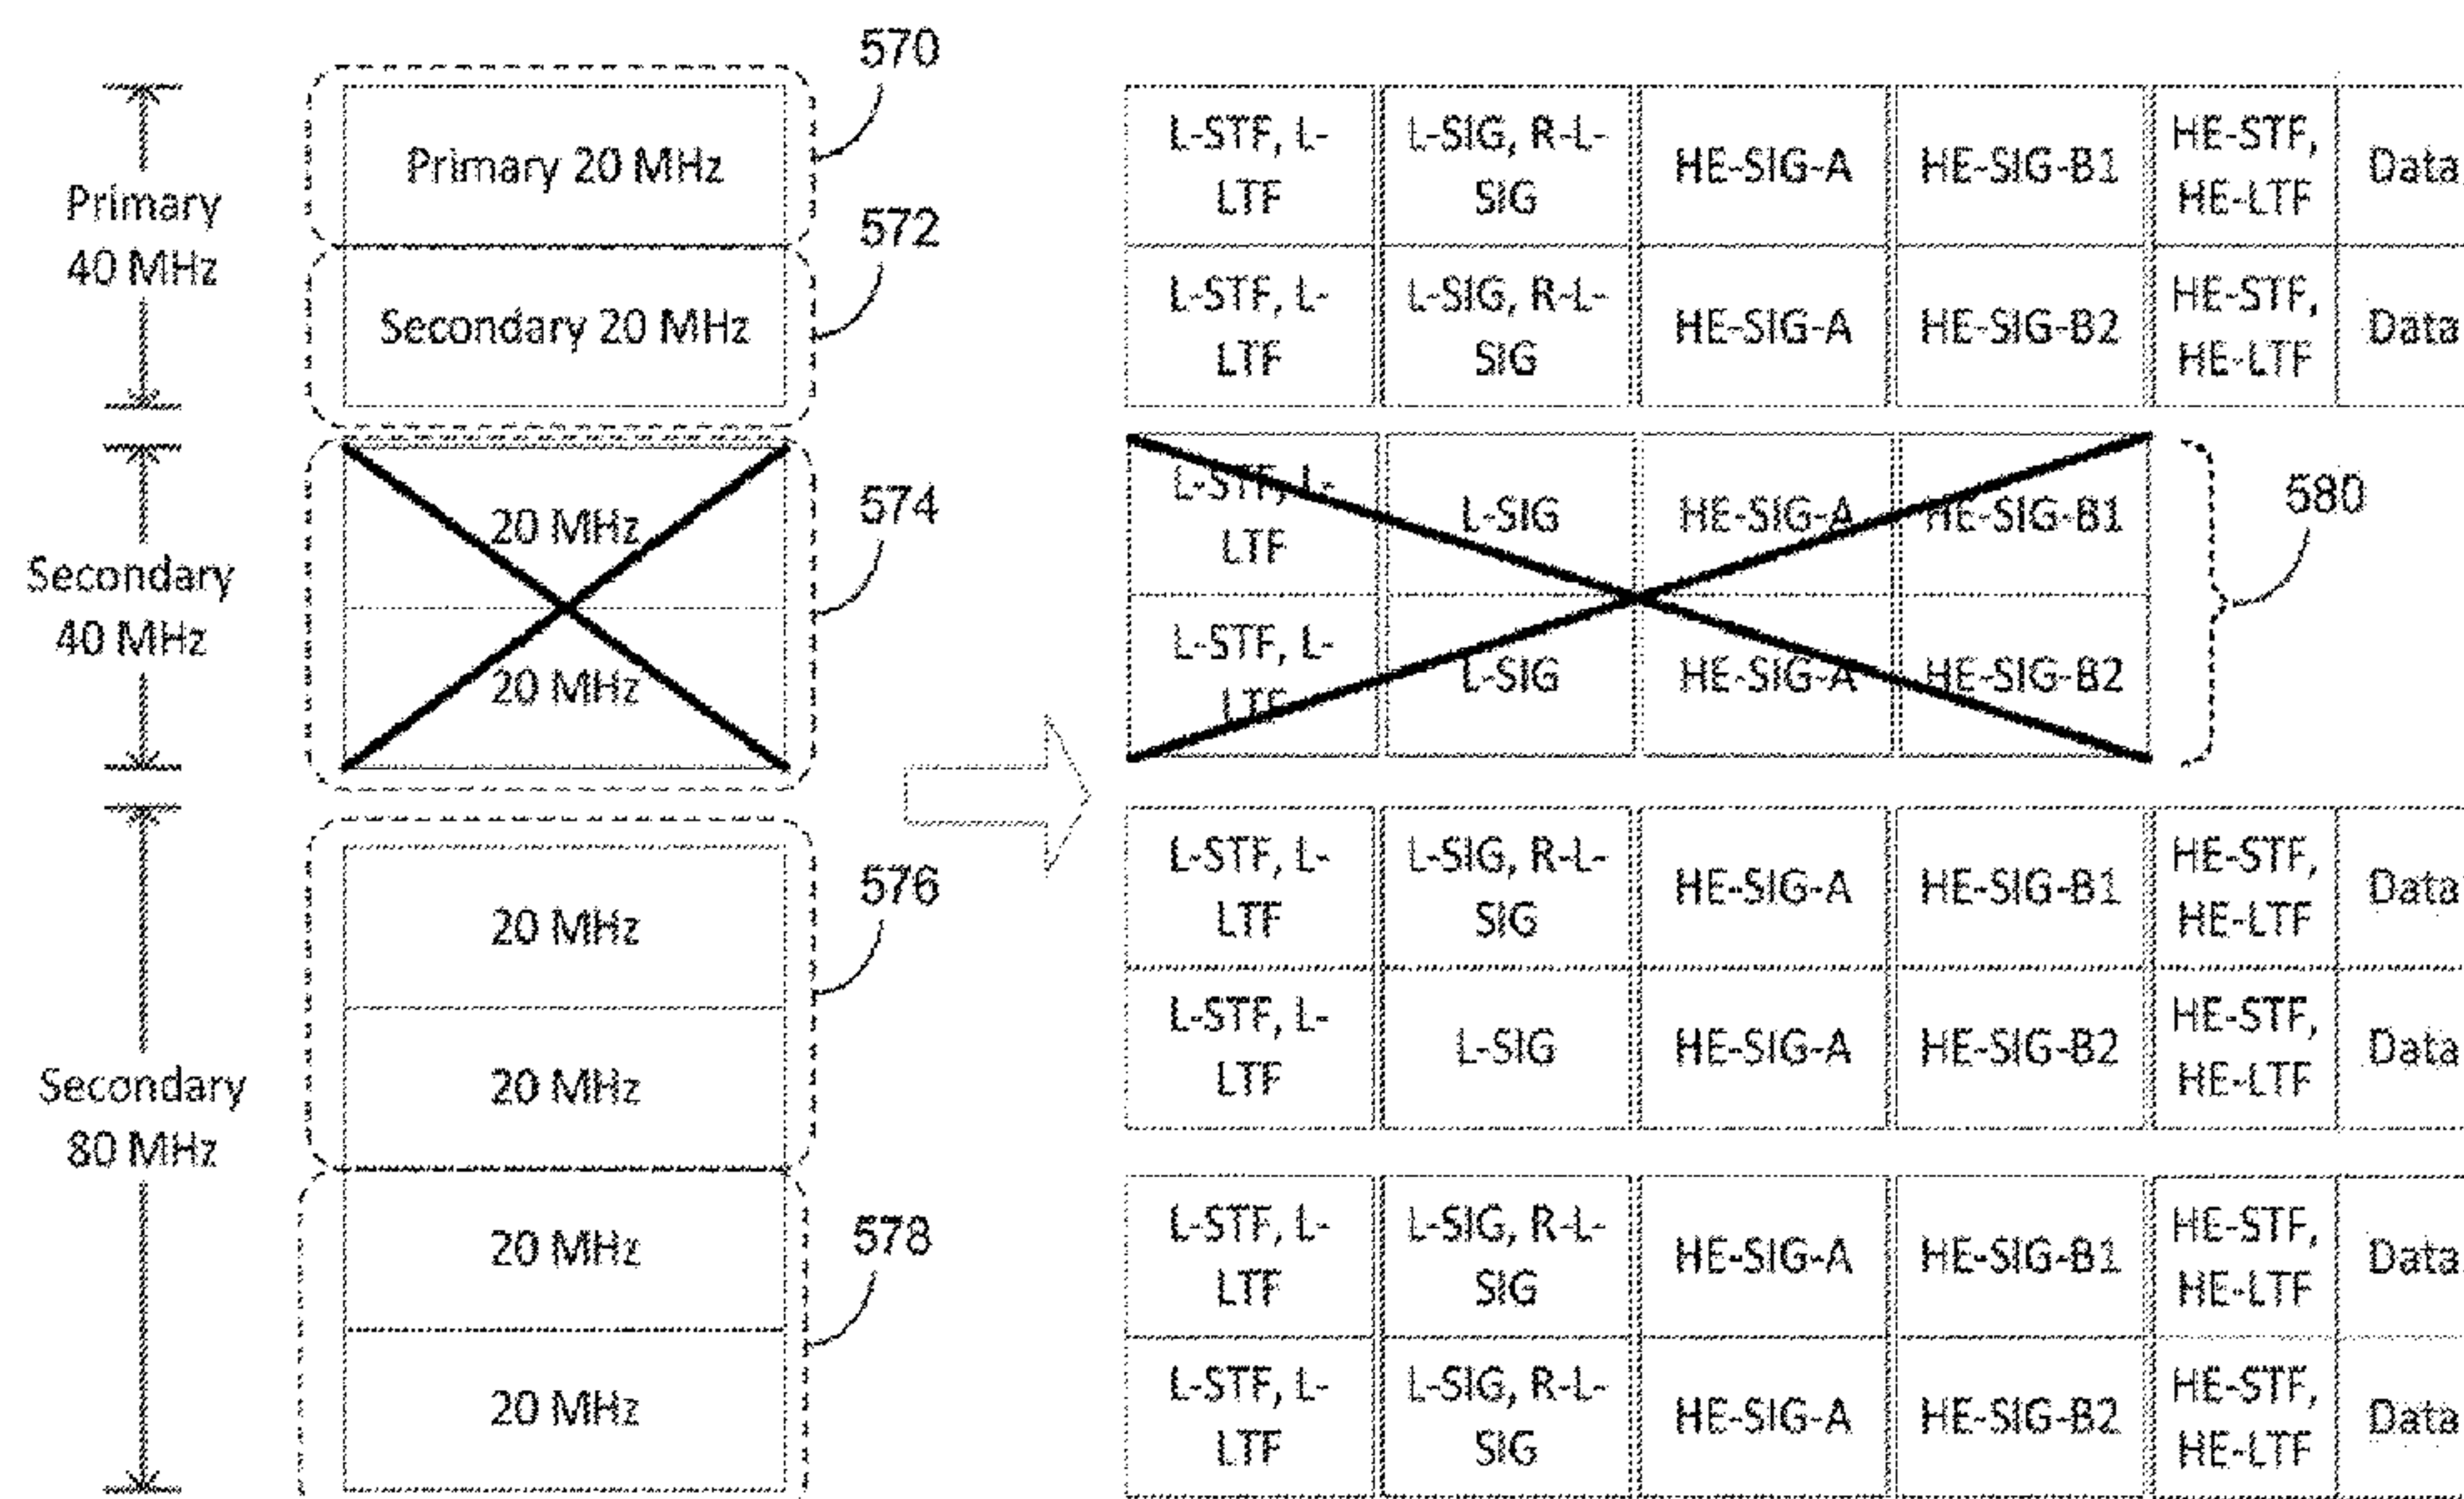 Primary
40 MHz
Secondary
40 MHz
Secondary
80 MHz
Primary 20 MHz
Secondary 20 MHz
20 MHz
20 MHz
20 MHz
20 MHz
20 MHz
20 MHz
570
572
574
576
578
L-STF, L-
LTF
L-SIG, R-L-
SIG
HE-SIG-A
HE-SIG-B1
HE-STF,
HE-LTF
Data
L-STF, L-
LTF
L-SIG, R-L-
SIG
HE-SIG-A
HE-SIG-B2
HE-STF,
HE-LTF
Data
L-STF, L-
LTF
L-SIG
HE-SIG-A
HE-SIG-B1
L-STF, L-
LTF
L-SIG
HE-SIG-A
HE-SIG-B2
580
L-STF, L-
LTF
L-SIG, R-L-
SIG
HE-SIG-A
HE-SIG-B1
HE-STF,
HE-LTF
Data
L-STF, L-
LTF
L-SIG
HE-SIG-A
HE-SIG-B2
HE-STF,
HE-LTF
Data
L-STF, L-
LTF
L-SIG, R-L-
SIG
HE-SIG-A
HE-SIG-B1
HE-STF,
HE-LTF
Data
L-STF, L-
LTF
L-SIG, R-L-
SIG
HE-SIG-A
HE-SIG-B2
HE-STF,
HE-LTF
Data